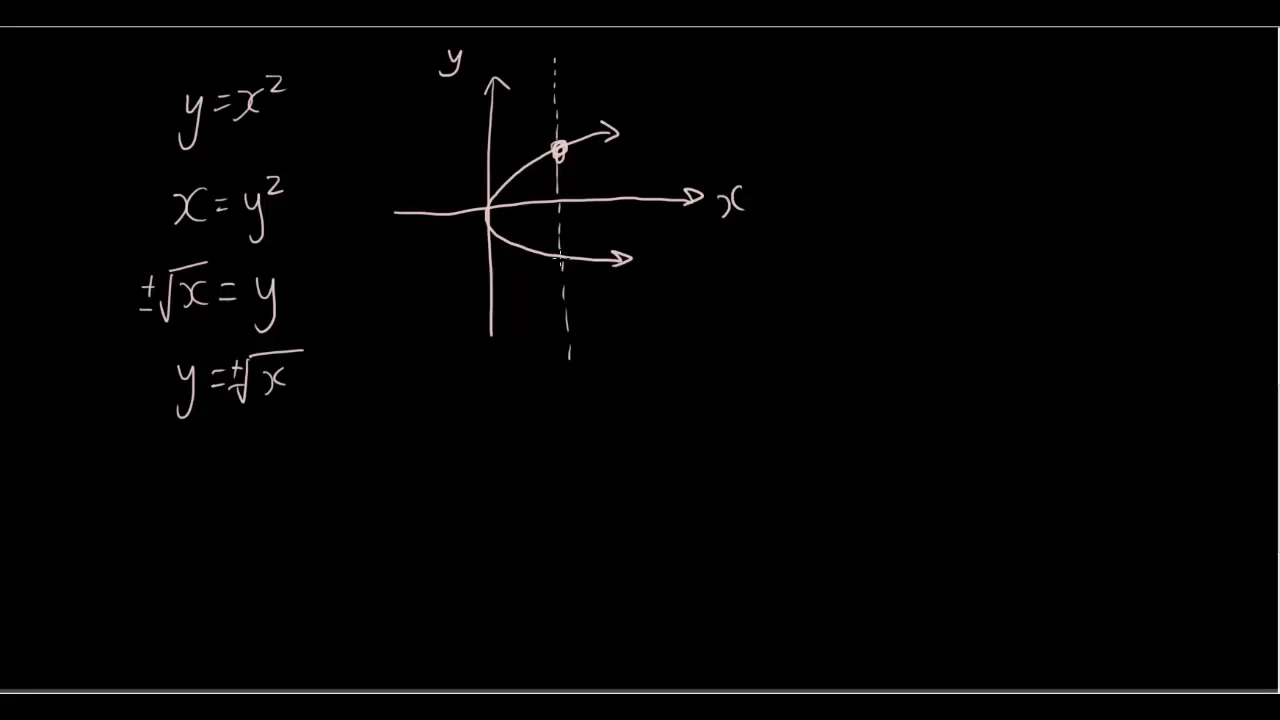 y = x²
x = y²
±√x = y
y = ±√x
y
x